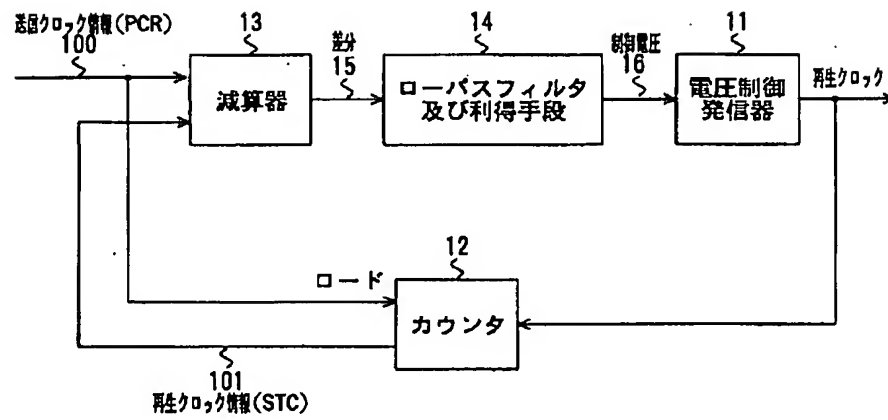 送信クロック情報(PCR)
100
13
減算器
差分
15
14
ローパスフィルタ
及び利得手段
制御電圧
16
11
電圧制御
発信器
再生クロック
ロード
12
カウンタ
101
再生クロック情報(STC)